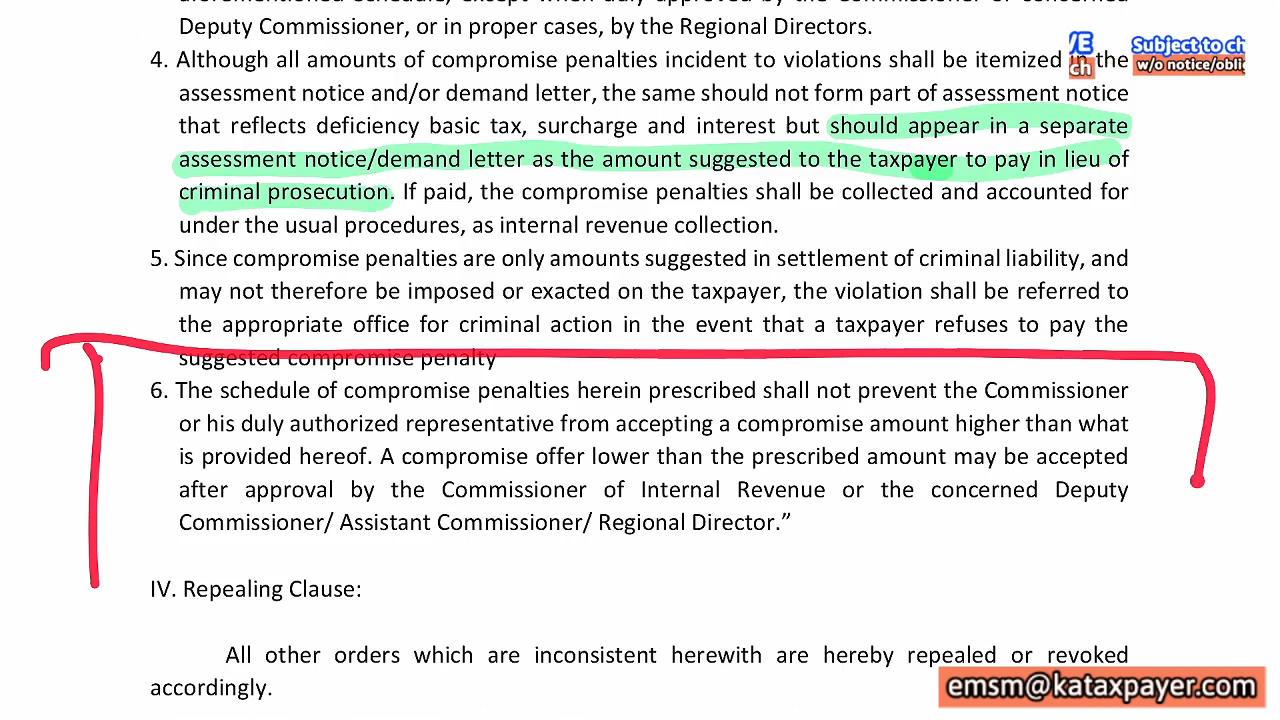 Deputy Commissioner, or in proper cases, by the Regional Directors.
4. Although all amounts of compromise penalties incident to violations shall be itemized in the
assessment notice and/or demand letter, the same should not form part of assessment notice
that reflects deficiency basic tax, surcharge and interest but should appear in a separate
assessment notice/demand letter as the amount suggested to the taxpayer to pay in lieu of
criminal prosecution. If paid, the compromise penalties shall be collected and accounted for
under the usual procedures, as internal revenue collection.
5. Since compromise penalties are only amounts suggested in settlement of criminal liability, and
may not therefore be imposed or exacted on the taxpayer, the violation shall be referred to
the appropriate office for criminal action in the event that a taxpayer refuses to pay the
suggested compromise penalty
6. The schedule of compromise penalties herein prescribed shall not prevent the Commissioner
or his duly authorized representative from accepting a compromise amount higher than what
is provided hereof. A compromise offer lower than the prescribed amount may be accepted
after approval by the Commissioner of Internal Revenue or the concerned Deputy
Commissioner/ Assistant Commissioner/ Regional Director.”
IV. Repealing Clause:
All other orders which are inconsistent herewith are hereby repealed or revoked
accordingly.
Subject to ch
w/o notice/oblig
emsm@kataxpayer.com